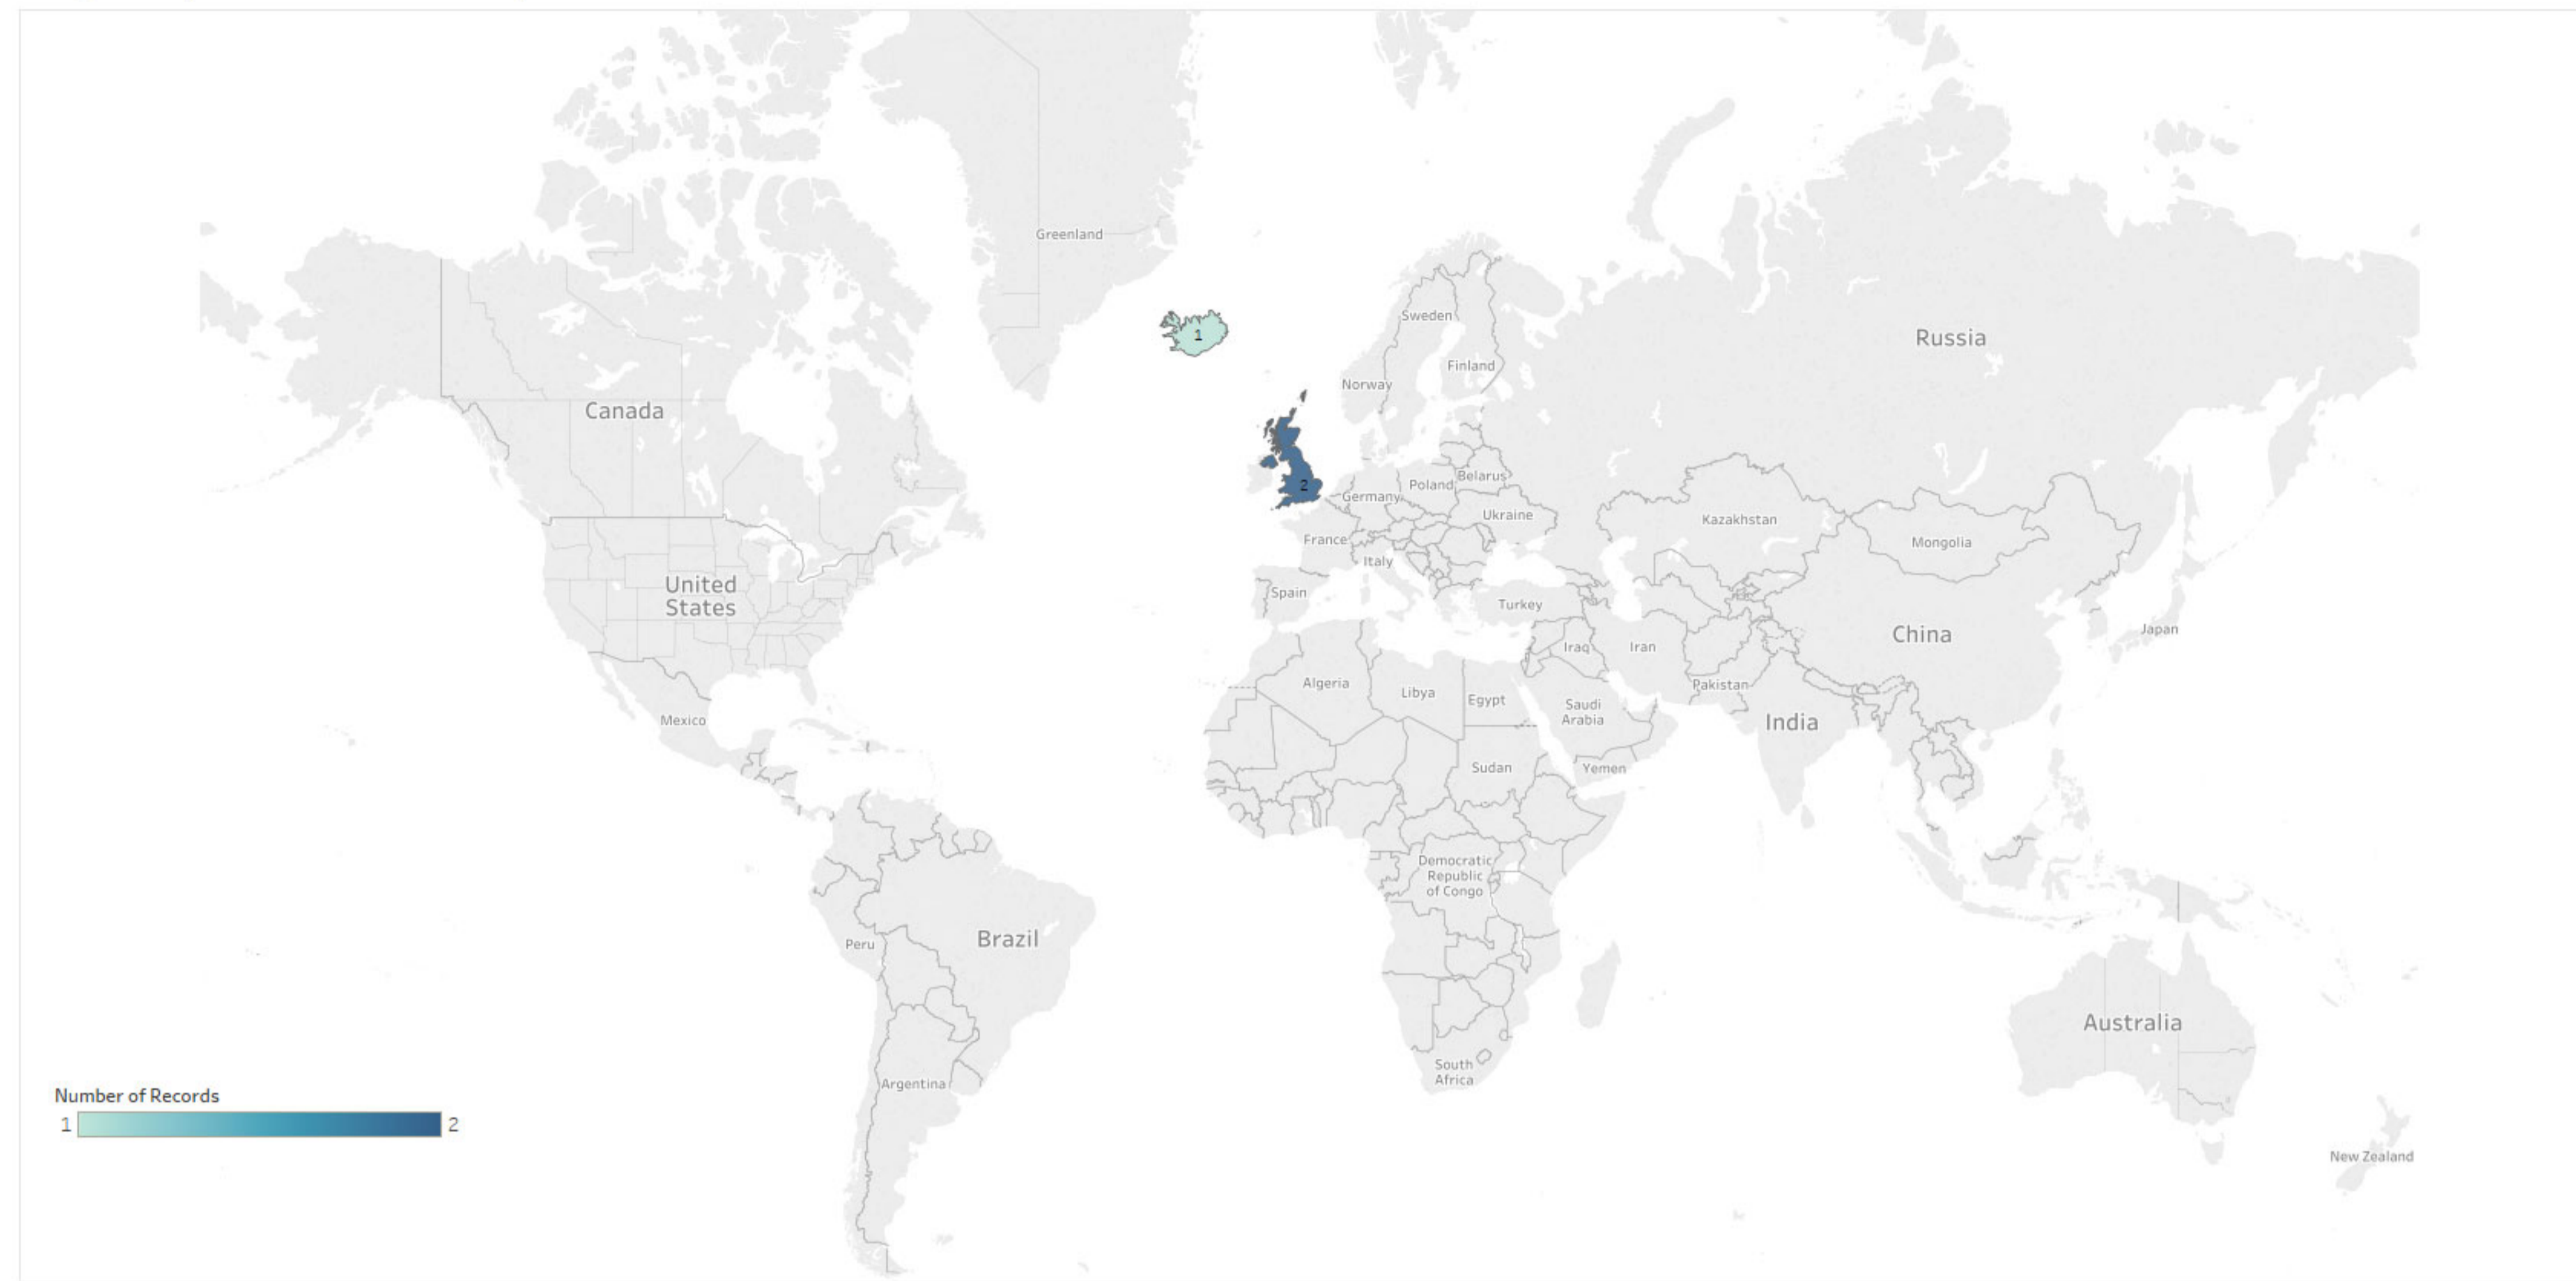 Greenland
1
Sweden
Russia
Finland
Norway
Canada
Belarus
Poland
2
Germany
Ukraine
Kazakhstan
France
Mongolia
Italy
United
States
Spain
Turkey
China
Japan
Iraq
Iran
Algeria
Pakistan
Libya
Egypt
Saudi
Arabia
Mexico
India
Sudan
Yemen
Democratic
Republic
of Congo
Brazil
Peru
Australia
South
Africa
Argentina
Number of Records
1
2
New Zealand